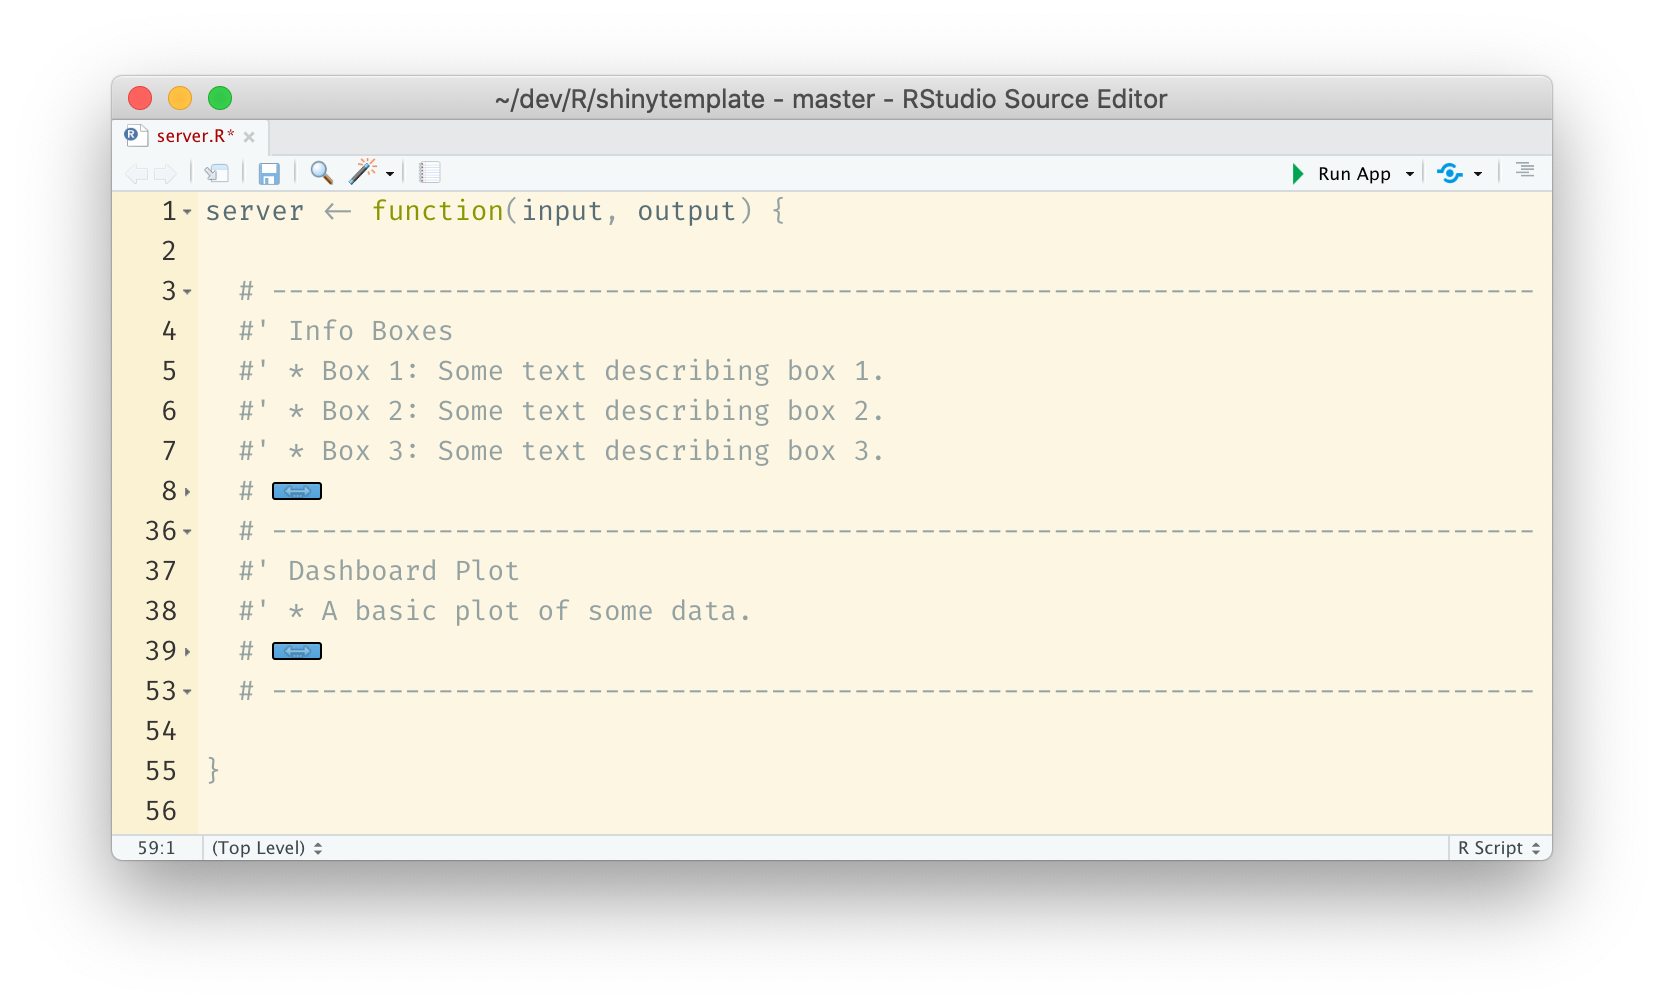 ~/dev/R/shinytemplate - master - RStudio Source Editor
server.R*
Run App
1 server <- function(input, output) {
2
3 # ----------------------------------------------------------------------------
4 #' Info Boxes
5 #' * Box 1: Some text describing box 1.
6 #' * Box 2: Some text describing box 2.
7 #' * Box 3: Some text describing box 3.
8 #
36 # ----------------------------------------------------------------------------
37 #' Dashboard Plot
38 #' * A basic plot of some data.
39 #
53 # ----------------------------------------------------------------------------
54
55 }
56
59:1 (Top Level) R Script